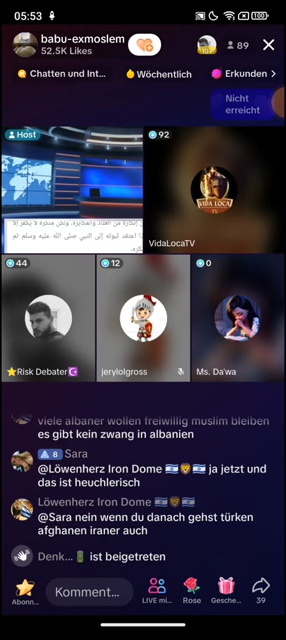 05:53
100
babu-exmoslem
52.5K Likes
89
Chatten und Int...
Wöchentlich
Erkunden
Nicht
erreicht
Host
92
VIDA LOCA
VidaLocaTV
44
12
0
Risk Debater
jerylolgross
Ms. Da'wa
viele albaner wollen freiwillig muslim bleiben
es gibt kein zwang in albanien
8 Sara
@Löwenherz Iron Dome 🇮🇱🦁🇮🇱 ja jetzt und
das ist heuchlerisch
Löwenherz Iron Dome 🇮🇱🦁🇮🇱
@Sara nein wenn du danach gehst türken
afghanen iraner auch
Denk... ist beigetreten
Abonn...
Komment...
LIVE mi...
Rose
Gesche...
39